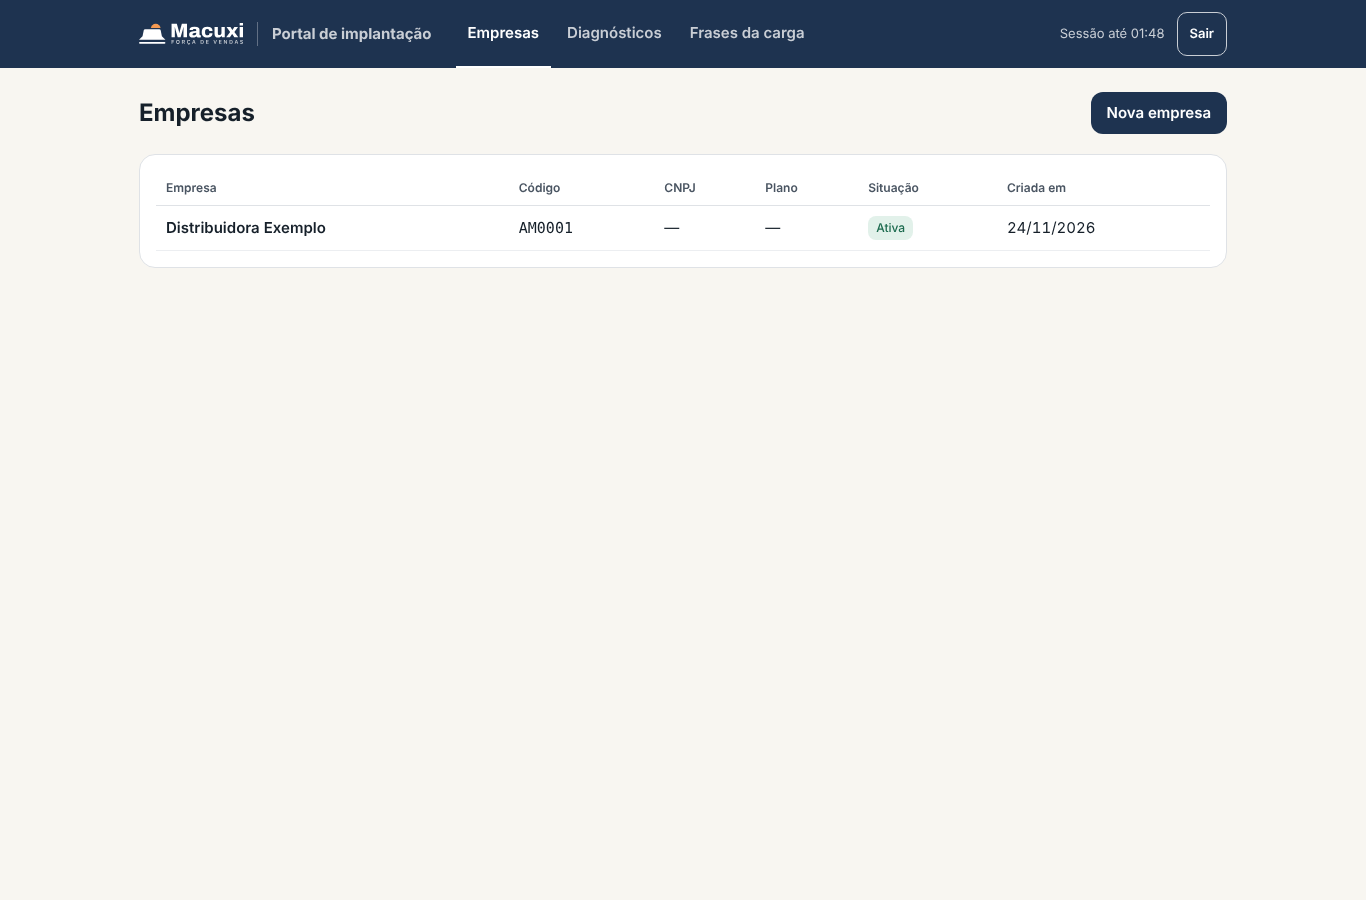 Macuxi
FORÇA DE VENDAS
Portal de implantação
Empresas
Diagnósticos
Frases da carga
Sessão até 01:48
Sair
Empresas
Nova empresa
Empresa Código CNPJ Plano Situação Criada em
Distribuidora Exemplo AM0001 — — Ativa 24/11/2026